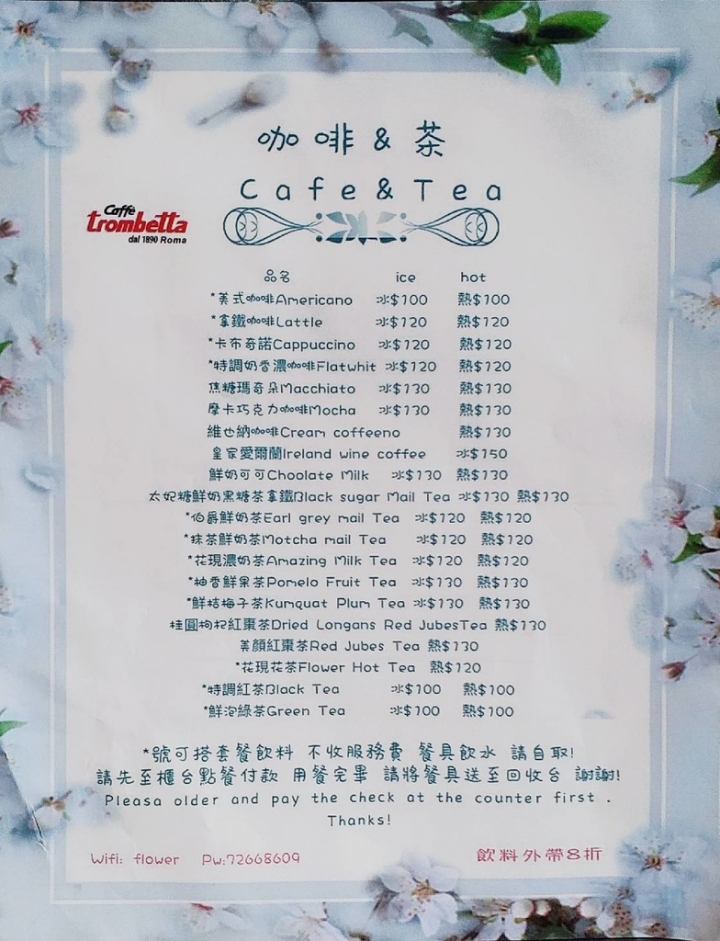 咖啡&茶
Cafe&Tea
Caffè
trombetta
dal 1890 Roma
品名 ice hot
*美式咖啡Americano 冰$100 熱$100
*拿鐵咖啡Lattle 冰$120 熱$120
*卡布奇諾Cappuccino 冰$120 熱$120
*特調奶香濃咖啡Flatwhit 冰$120 熱$120
焦糖瑪奇朵Macchiato 冰$130 熱$130
摩卡巧克力咖啡Mocha 冰$130 熱$130
維也納咖啡Cream coffeeno 熱$130
皇家愛爾蘭Ireland wine coffee 冰$150
鮮奶可可Choolate Milk 冰$130 熱$130
太妃糖鮮奶黑糖茶拿鐵Black sugar Mail Tea 冰$130 熱$130
*伯爵鮮奶茶Earl grey mail Tea 冰$120 熱$120
*抹茶鮮奶茶Motcha mail Tea 冰$120 熱$120
*花現濃奶茶Amazing Milk Tea 冰$120 熱$120
*柚香鮮果茶Pomelo Fruit Tea 冰$130 熱$130
*鮮桔梅子茶Kumquat Plum Tea 冰$130 熱$130
桂圓枸杞紅棗茶Dried Longans Red JubesTea 熱$130
美顏紅棗茶Red Jubes Tea 熱$130
*花現花茶Flower Hot Tea 熱$120
*特調紅茶Black Tea 冰$100 熱$100
*鮮泡綠茶Green Tea 冰$100 熱$100
*號可搭套餐飲料 不收服務費 餐具飲水 請自取!
請先至櫃台點餐付款 用餐完畢 請將餐具送至回收台 謝謝!
Pleasa older and pay the check at the counter first .
Thanks!
Wifi: flower Pw:72668609
飲料外帶8折